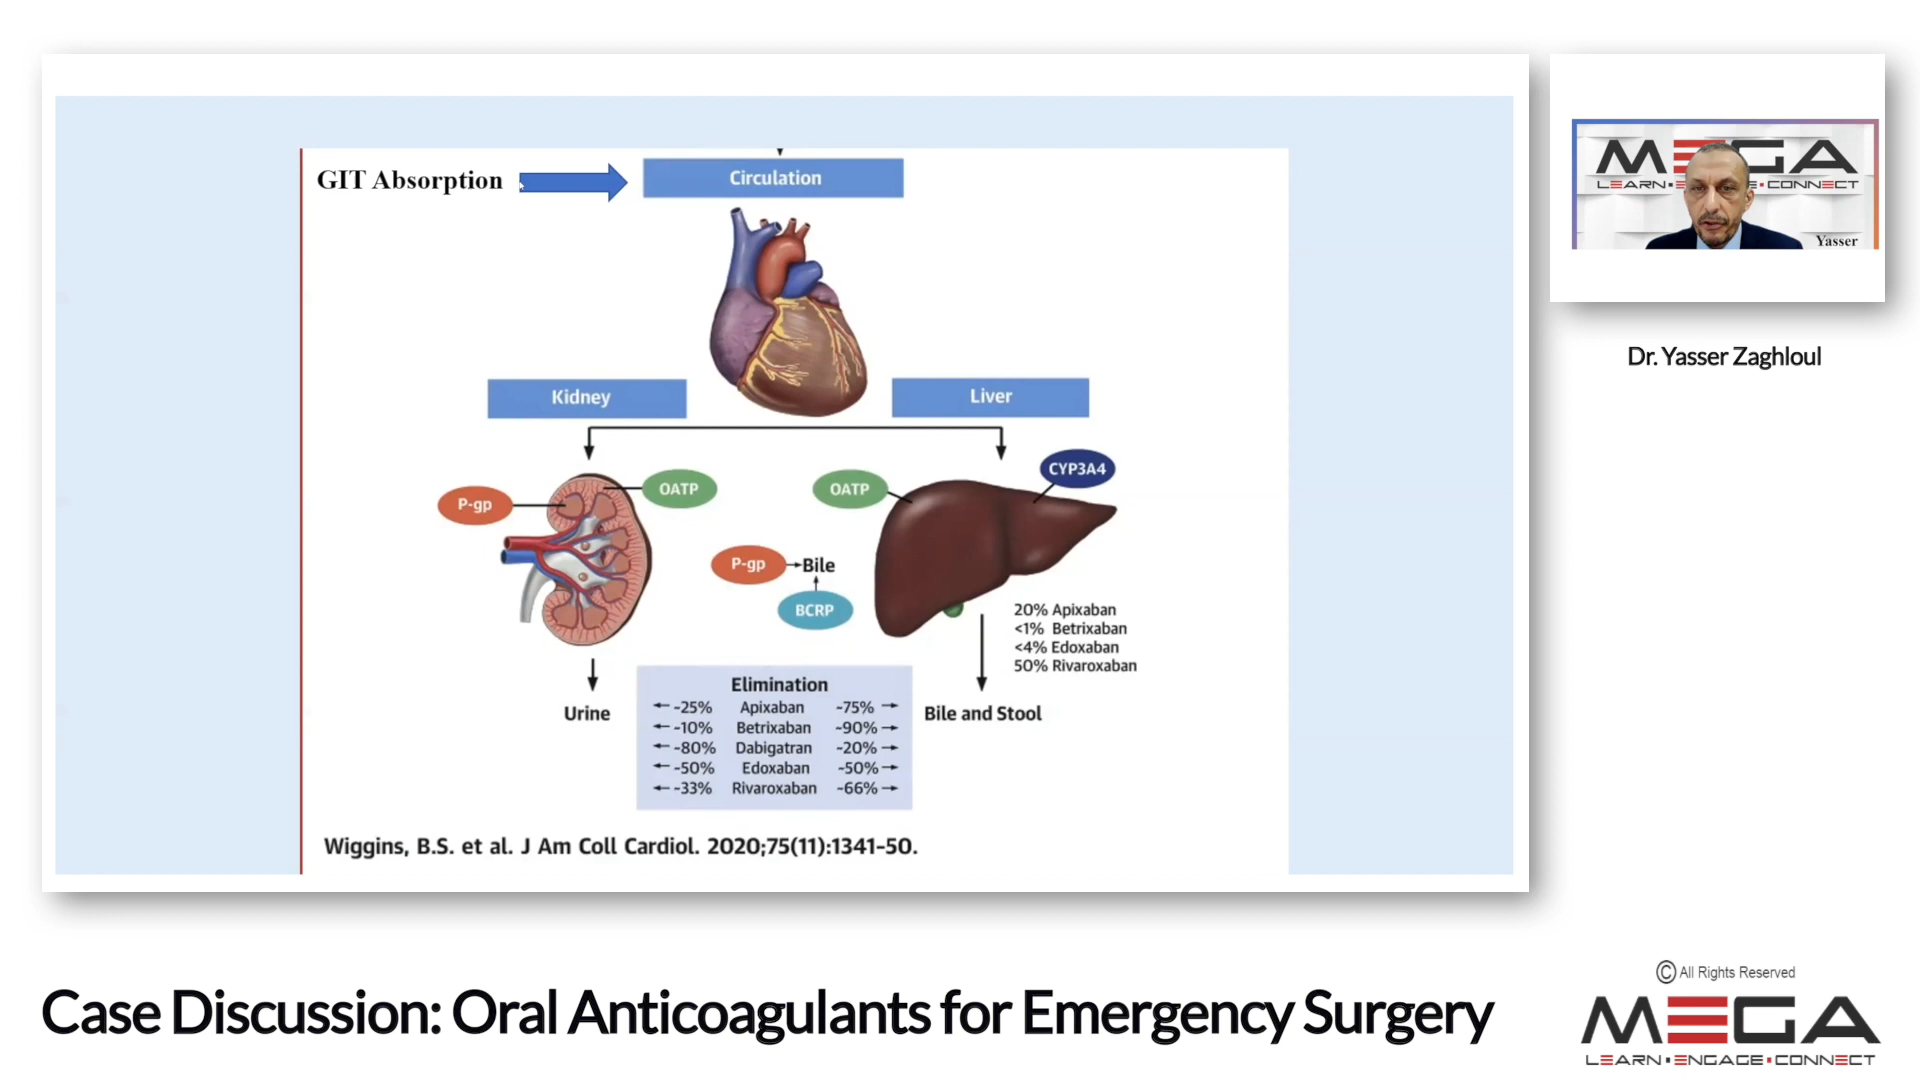 GIT Absorption
Circulation
Kidney
Liver
P-gp
OATP
OATP
CYP3A4
P-gp
Bile
BCRP
20% Apixaban
<1% Betrixaban
<4% Edoxaban
50% Rivaroxaban
Urine
Elimination
~25% Apixaban ~75%
~10% Betrixaban ~90%
~80% Dabigatran ~20%
~50% Edoxaban ~50%
~33% Rivaroxaban ~66%
Bile and Stool
Wiggins, B.S. et al. J Am Coll Cardiol. 2020;75(11):1341-50.
MEGA
LEARN
CONNECT
Yasser
Dr. Yasser Zaghloul
Case Discussion: Oral Anticoagulants for Emergency Surgery
© All Rights Reserved
MEGA
LEARN▪ENGAGE▪CONNECT